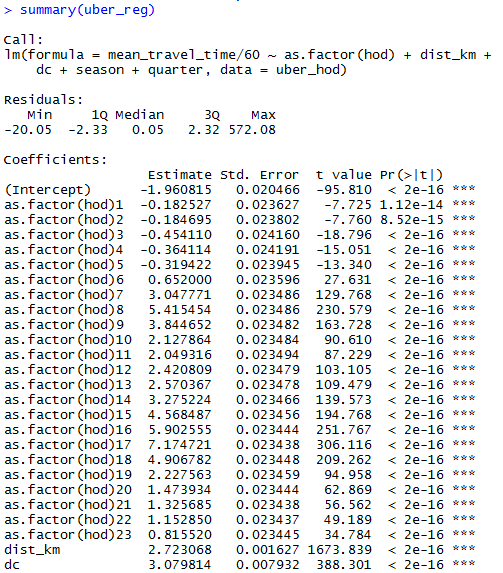 > summary(uber_reg)
Call:
lm(formula = mean_travel_time/60 ~ as.factor(hod) + dist_km +
    dc + season + quarter, data = uber_hod)
Residuals:
   Min     1Q Median     3Q    Max
-20.05  -2.33   0.05   2.32 572.08
Coefficients:
                 Estimate Std. Error  t value Pr(>|t|)
(Intercept)     -1.960815   0.020466  -95.810  < 2e-16 ***
as.factor(hod)1 -0.182527   0.023627   -7.725 1.12e-14 ***
as.factor(hod)2 -0.184695   0.023802   -7.760 8.52e-15 ***
as.factor(hod)3 -0.454110   0.024160  -18.796  < 2e-16 ***
as.factor(hod)4 -0.364114   0.024191  -15.051  < 2e-16 ***
as.factor(hod)5 -0.319422   0.023945  -13.340  < 2e-16 ***
as.factor(hod)6  0.652000   0.023596   27.631  < 2e-16 ***
as.factor(hod)7  3.047771   0.023486  129.768  < 2e-16 ***
as.factor(hod)8  5.415454   0.023486  230.579  < 2e-16 ***
as.factor(hod)9  3.844652   0.023482  163.728  < 2e-16 ***
as.factor(hod)10 2.127864   0.023484   90.610  < 2e-16 ***
as.factor(hod)11 2.049316   0.023494   87.229  < 2e-16 ***
as.factor(hod)12 2.420809   0.023479  103.105  < 2e-16 ***
as.factor(hod)13 2.570367   0.023478  109.479  < 2e-16 ***
as.factor(hod)14 3.275224   0.023466  139.573  < 2e-16 ***
as.factor(hod)15 4.568487   0.023456  194.768  < 2e-16 ***
as.factor(hod)16 5.902555   0.023444  251.767  < 2e-16 ***
as.factor(hod)17 7.174721   0.023438  306.116  < 2e-16 ***
as.factor(hod)18 4.906782   0.023448  209.262  < 2e-16 ***
as.factor(hod)19 2.227563   0.023459   94.958  < 2e-16 ***
as.factor(hod)20 1.473934   0.023444   62.869  < 2e-16 ***
as.factor(hod)21 1.325685   0.023438   56.562  < 2e-16 ***
as.factor(hod)22 1.152850   0.023437   49.189  < 2e-16 ***
as.factor(hod)23 0.815520   0.023445   34.784  < 2e-16 ***
dist_km          2.723068   0.001627 1673.839  < 2e-16 ***
dc               3.079814   0.007932  388.301  < 2e-16 ***